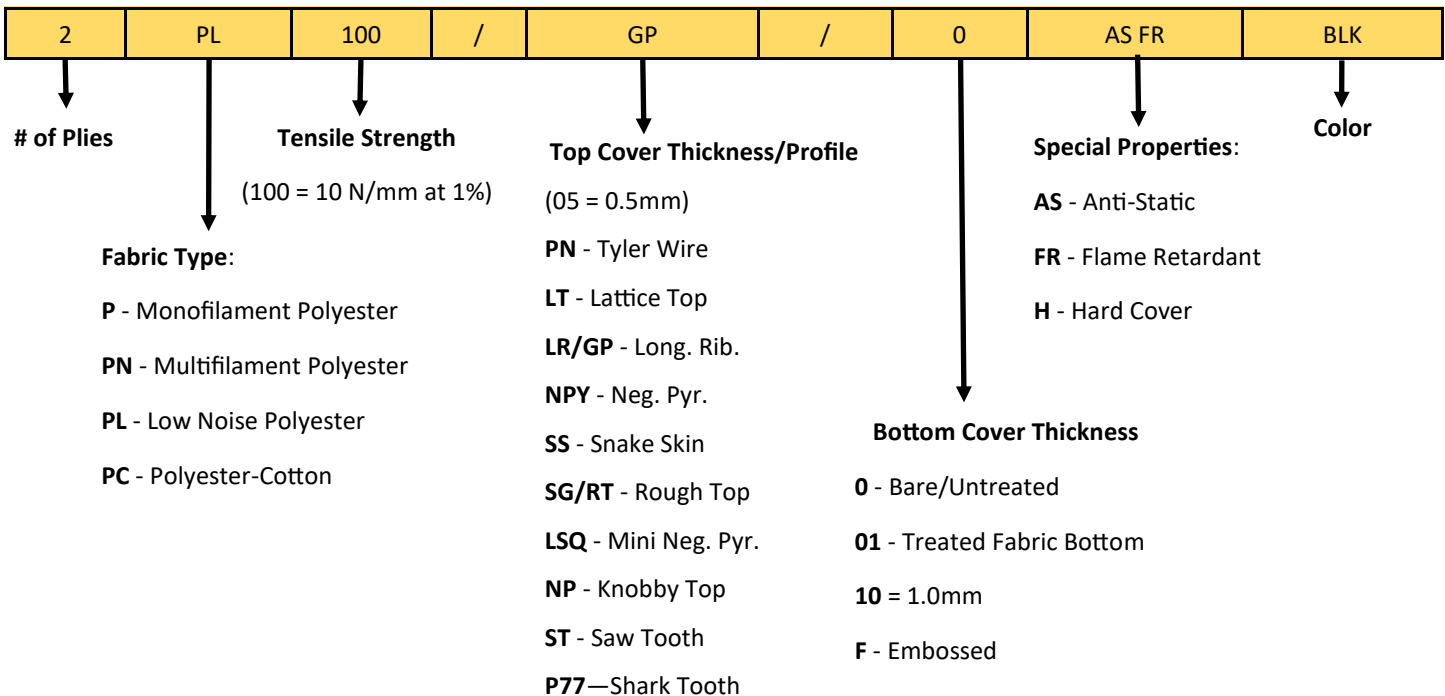 2 PL 100 / GP / 0 AS FR BLK
# of Plies
Tensile Strength
(100 = 10 N/mm at 1%)
Fabric Type:
P - Monofilament Polyester
PN - Multifilament Polyester
PL - Low Noise Polyester
PC - Polyester-Cotton
Top Cover Thickness/Profile
(05 = 0.5mm)
PN - Tyler Wire
LT - Lattice Top
LR/GP - Long. Rib.
NPY - Neg. Pyr.
SS - Snake Skin
SG/RT - Rough Top
LSQ - Mini Neg. Pyr.
NP - Knobby Top
ST - Saw Tooth
P77—Shark Tooth
Bottom Cover Thickness
0 - Bare/Untreated
01 - Treated Fabric Bottom
10 = 1.0mm
F - Embossed
Special Properties:
AS - Anti-Static
FR - Flame Retardant
H - Hard Cover
Color